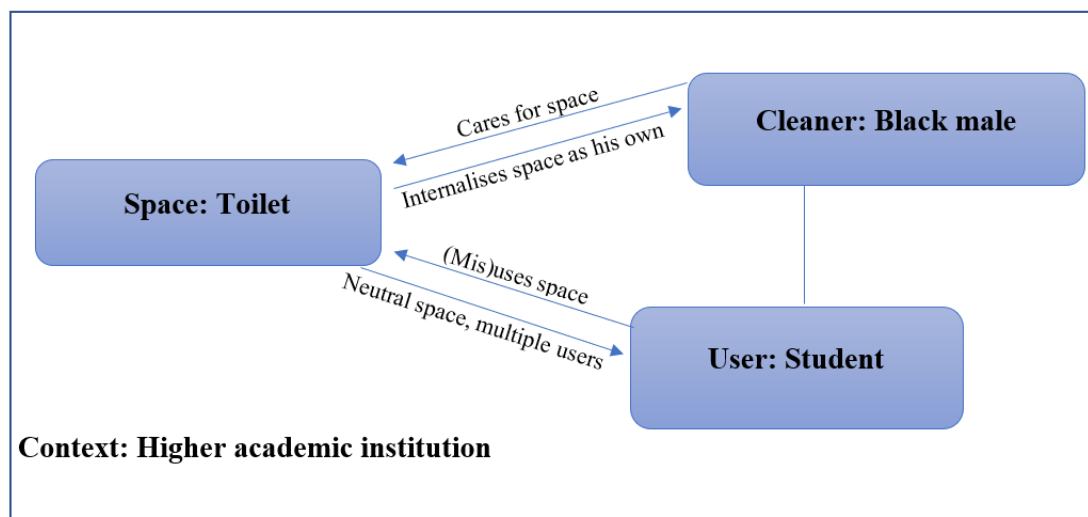 Cares for space
Cleaner: Black male
Internalises space as his own
Space: Toilet
(Mis)uses space
Neutral space, multiple users
User: Student
Context: Higher academic institution